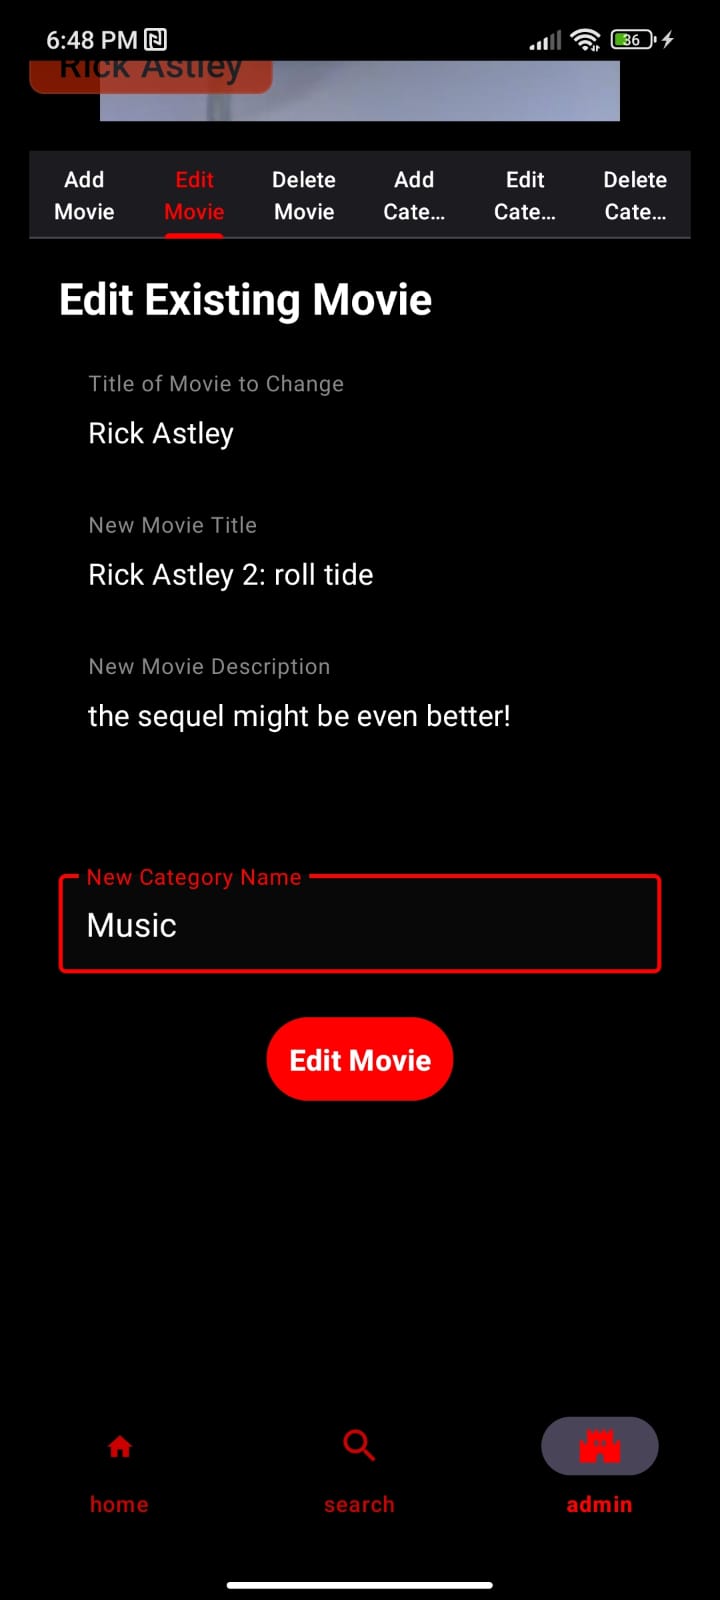 6:48 PM
36
Rick Astley
Add Movie
Edit Movie
Delete Movie
Add Cate...
Edit Cate...
Delete Cate...
Edit Existing Movie
Title of Movie to Change
Rick Astley
New Movie Title
Rick Astley 2: roll tide
New Movie Description
the sequel might be even better!
New Category Name
Music
Edit Movie
home
search
admin